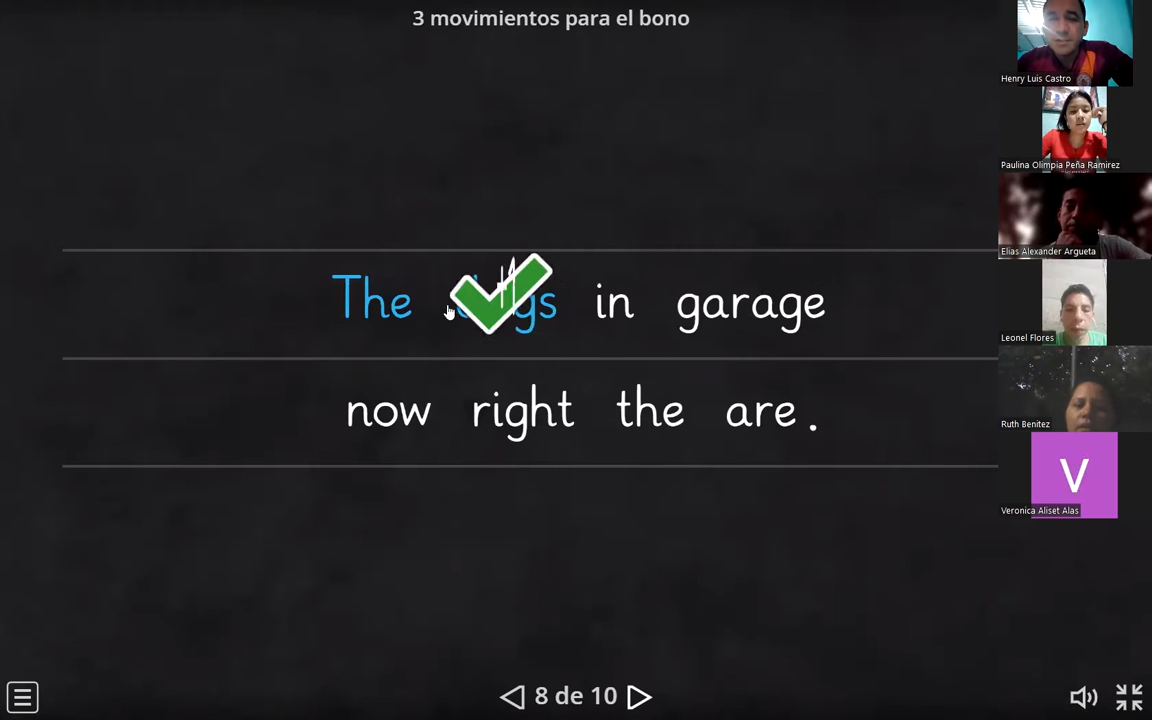 3 movimientos para el bono
The in garage
now right the are.
8 de 10
Henry Luis Castro
Paulina Olimpia Peña Ramirez
Elias Alexander Argueta
Leonel Flores
Ruth Benitez
V
Veronica Aliset Alas